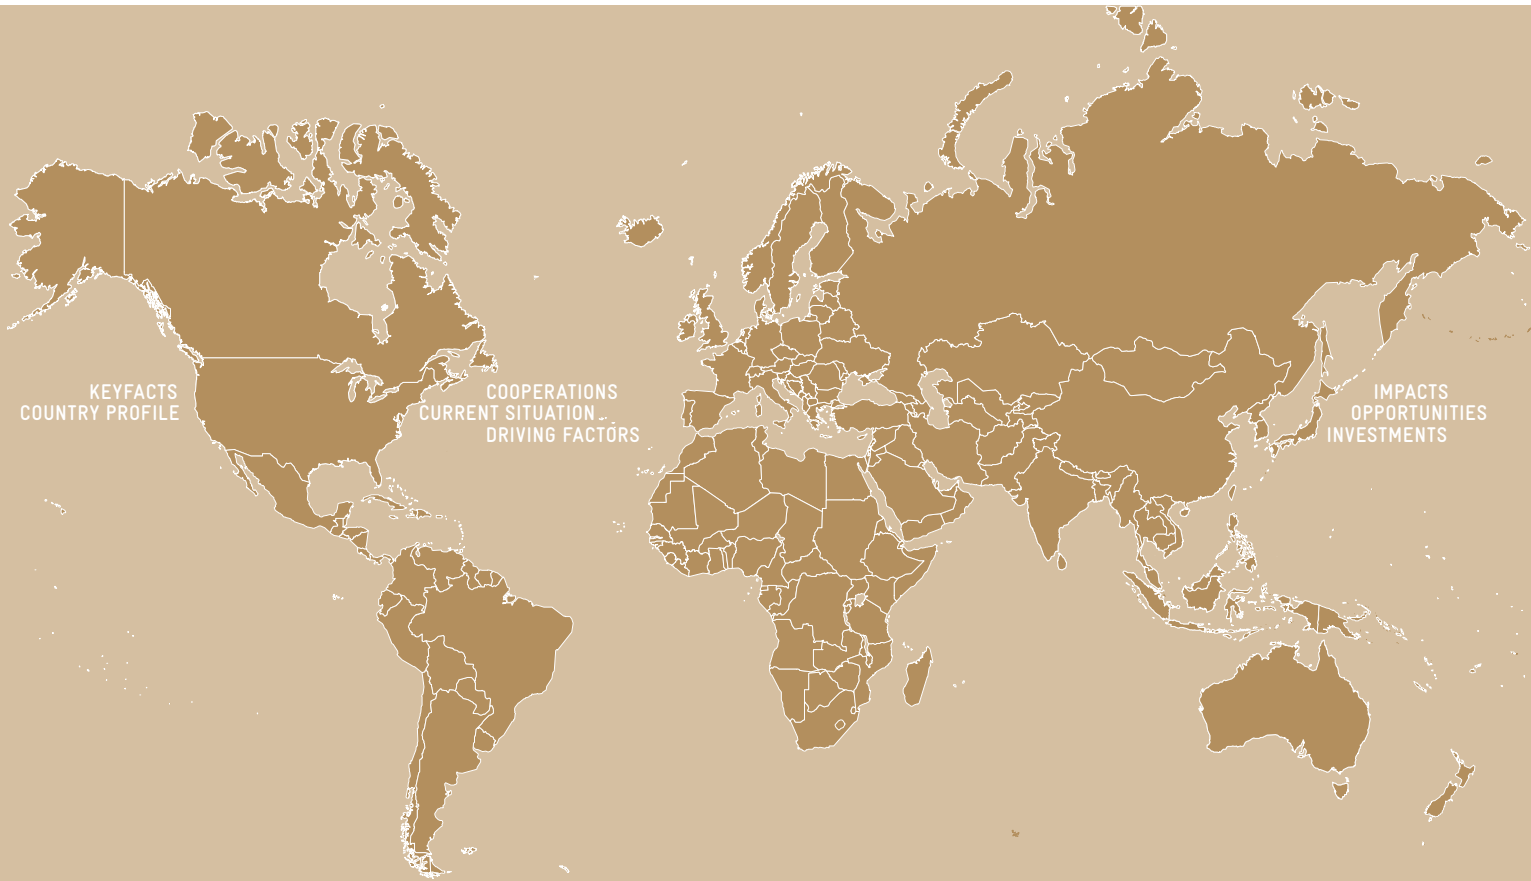 KEYFACTS
COUNTRY PROFILE
COOPERATIONS
CURRENT SITUATION
DRIVING FACTORS
IMPACTS
OPPORTUNITIES
INVESTMENTS